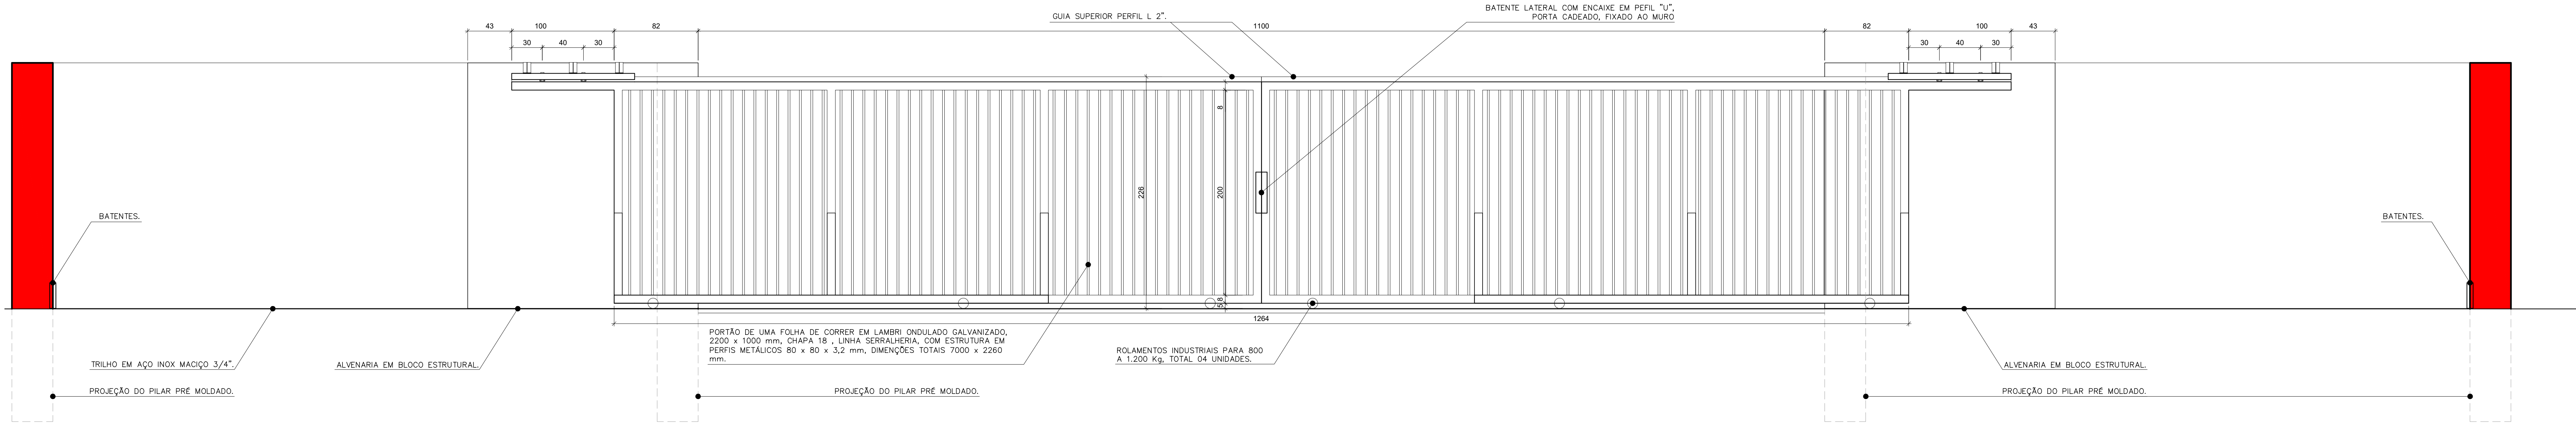 GUIA SUPERIOR PERFIL L 2".
BATENTE LATERAL COM ENCAIXE EM PEFIL "U",
PORTA CADEADO, FIXADO AO MURO
43
100
82
1100
82
100
43
30
40
30
30
40
30
8
226
200
5,8
1264
BATENTES.
BATENTES.
PORTÃO DE UMA FOLHA DE CORRER EM LAMBRI ONDULADO GALVANIZADO,
2200 x 1000 mm, CHAPA 18 , LINHA SERRALHERIA, COM ESTRUTURA EM
PERFIS METÁLICOS 80 x 80 x 3,2 mm, DIMENÇÕES TOTAIS 7000 x 2260
mm.
ROLAMENTOS INDUSTRIAIS PARA 800
A 1.200 Kg, TOTAL 04 UNIDADES.
TRILHO EM AÇO INOX MACIÇO 3/4".
ALVENARIA EM BLOCO ESTRUTURAL.
ALVENARIA EM BLOCO ESTRUTURAL.
PROJEÇÃO DO PILAR PRÉ MOLDADO.
PROJEÇÃO DO PILAR PRÉ MOLDADO.
PROJEÇÃO DO PILAR PRÉ MOLDADO.